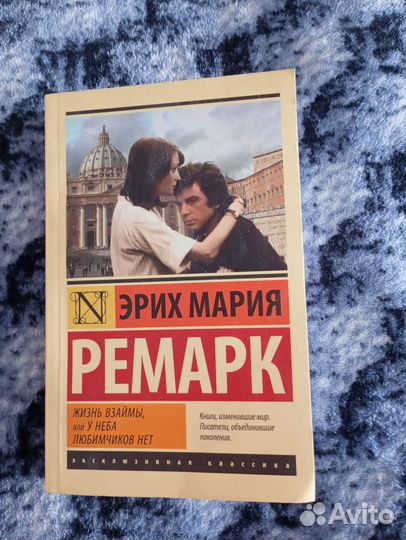 N
ЭРИХ МАРИЯ
РЕМАРК
ЖИЗНЬ ВЗАЙМЫ,
ИЛИ У НЕБА
ЛЮБИМЧИКОВ НЕТ
Книги, изменившие мир.
Писатели, объединившие
поколения.
эксклюзивная классика
Avito